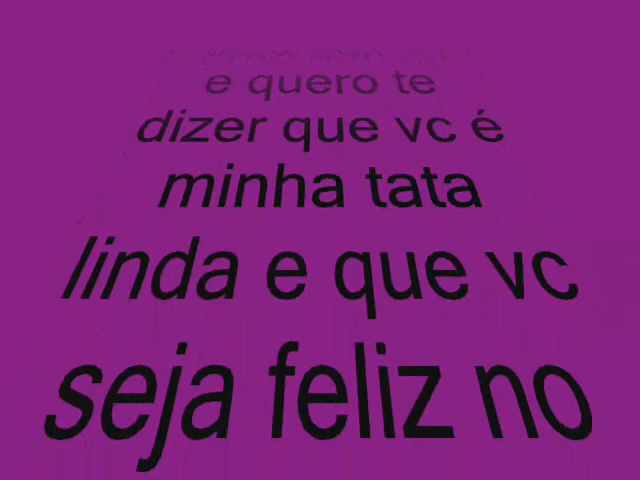 e quero te
dizer que vc é
minha tata
linda e que vc
seja feliz no